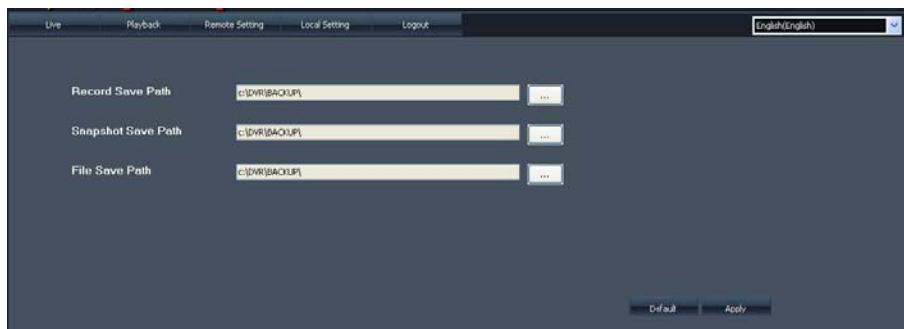 Live Playback Remote Setting Local Setting Logout English(English)
Record Save Path c:\DVR\BACKUP\ ...
Snapshot Save Path c:\DVR\BACKUP\ ...
File Save Path c:\DVR\BACKUP\ ...
Default Apply